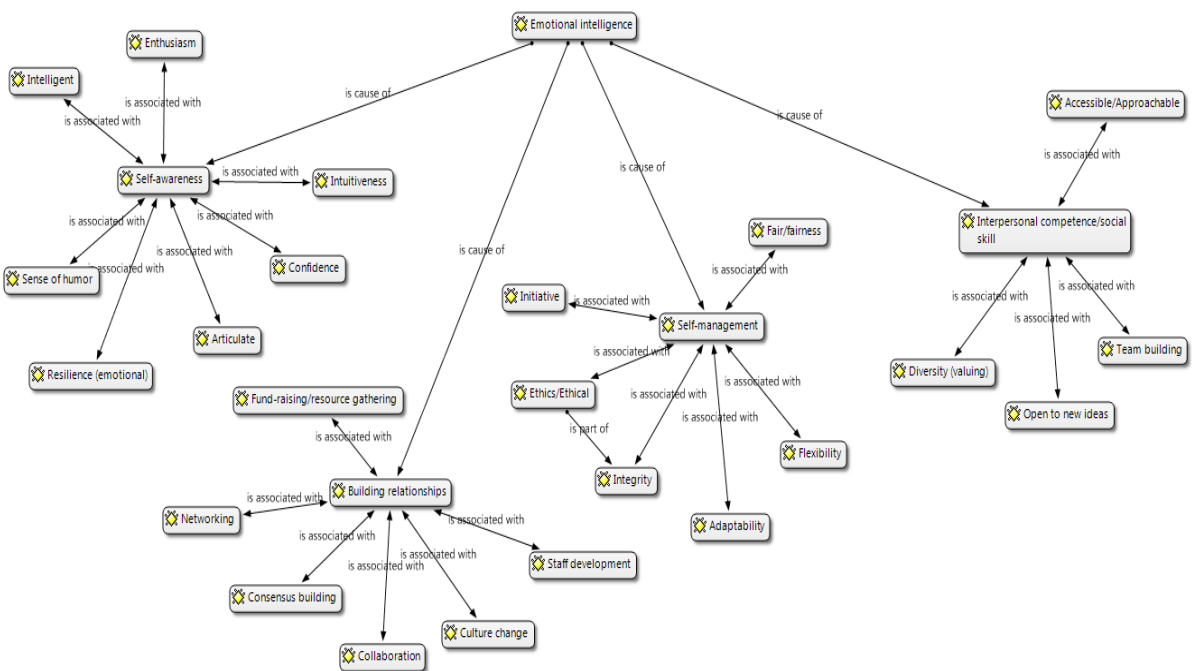 Emotional intelligence
Enthusiasm
Intelligent
is associated with
is associated with
is cause of
is cause of
Accessible/Approachable
is associated with
Self-awareness
is associated with
Intuitiveness
is cause of
is associated with
is associated with
is associated with
is associated with
Sense of humor
Confidence
Articulate
Resilience (emotional)
is cause of
Interpersonal competence/social
skill
Fair/fairness
is associated with
Initiative
is associated with
Self-management
is associated with
is associated with
is associated with
Diversity (valuing)
Team building
Open to new ideas
is associated with
Ethics/Ethical
is associated with
is associated with
is associated with
is part of
Integrity
Flexibility
Adaptability
Fund-raising/resource gathering
is associated with
Building relationships
is associated with
Networking
is associated with
is associated with
is associated with
is associated with
Staff development
Consensus building
Culture change
Collaboration